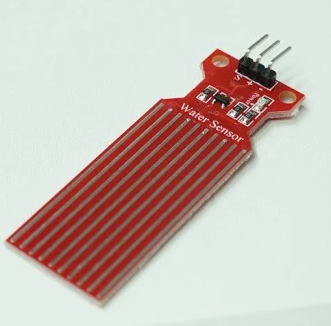 S + -
Water Sensor